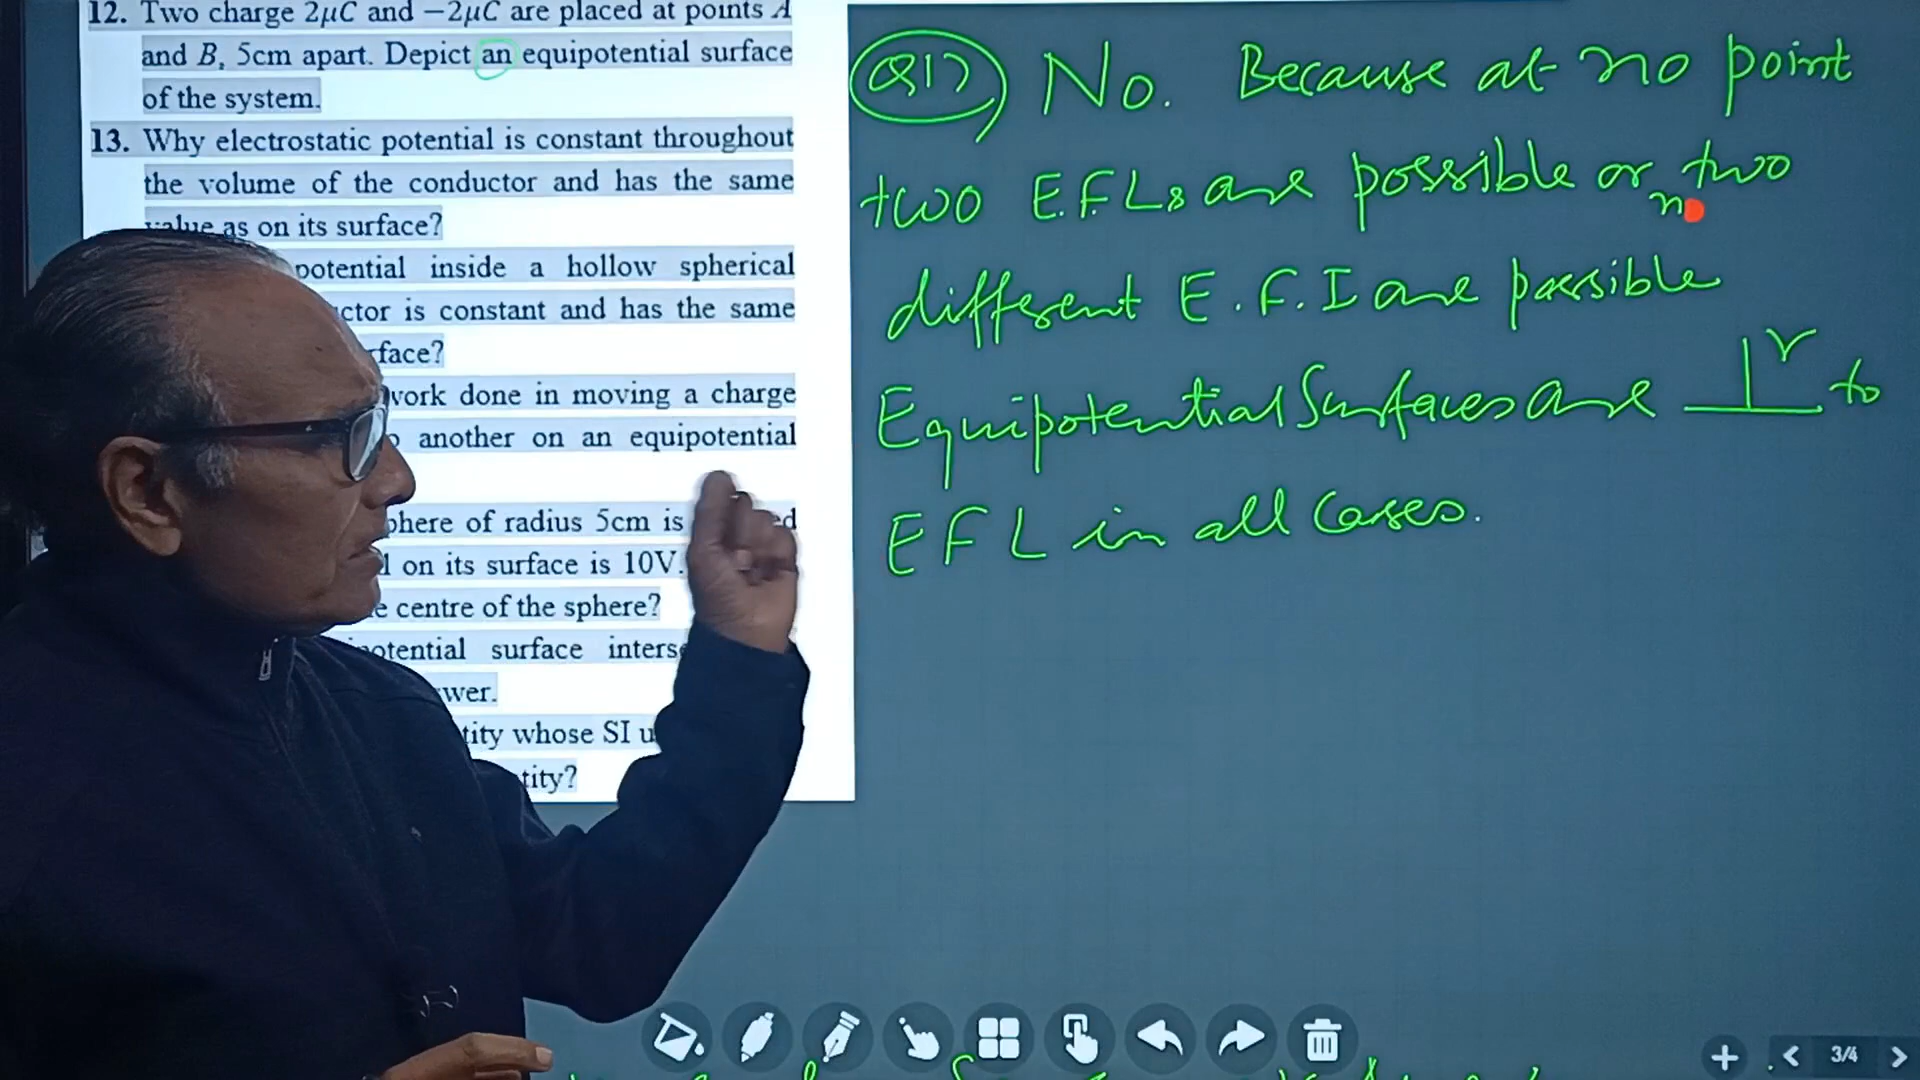 12. Two charge 2μC and −2μC are placed at points A
and B, 5cm apart. Depict an equipotential surface
of the system.
13. Why electrostatic potential is constant throughout
the volume of the conductor and has the same
value as on its surface?
potential inside a hollow spherical
ctor is constant and has the same
face?
work done in moving a charge
another on an equipotential
phere of radius 5cm is
on its surface is 10V.
e centre of the sphere?
potential surface inters
wer.
tity whose SI u
tity?
Q17 No. Because at no point
two E.F.Ls are possible or no two
different E.F.I are possible
Equipotential Surfaces are ⊥r to
EFL in all Cases.
3/4